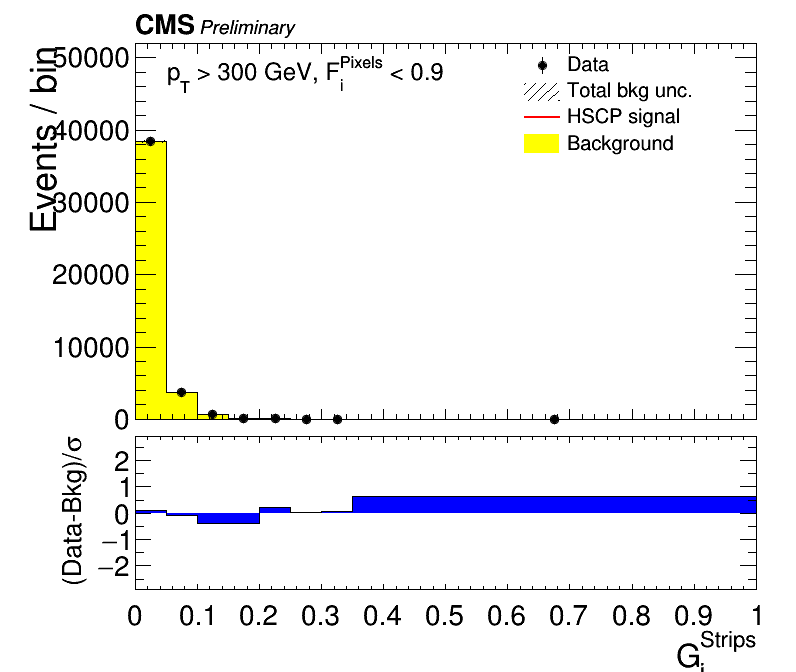 CMS Preliminary
Events / bin
50000
40000
30000
20000
10000
0
p_T > 300 GeV, F_i^Pixels < 0.9
Data
Total bkg unc.
HSCP signal
Background
(Data-Bkg)/σ
2
1
0
−1
−2
0 0.1 0.2 0.3 0.4 0.5 0.6 0.7 0.8 0.9 1
G_i^Strips